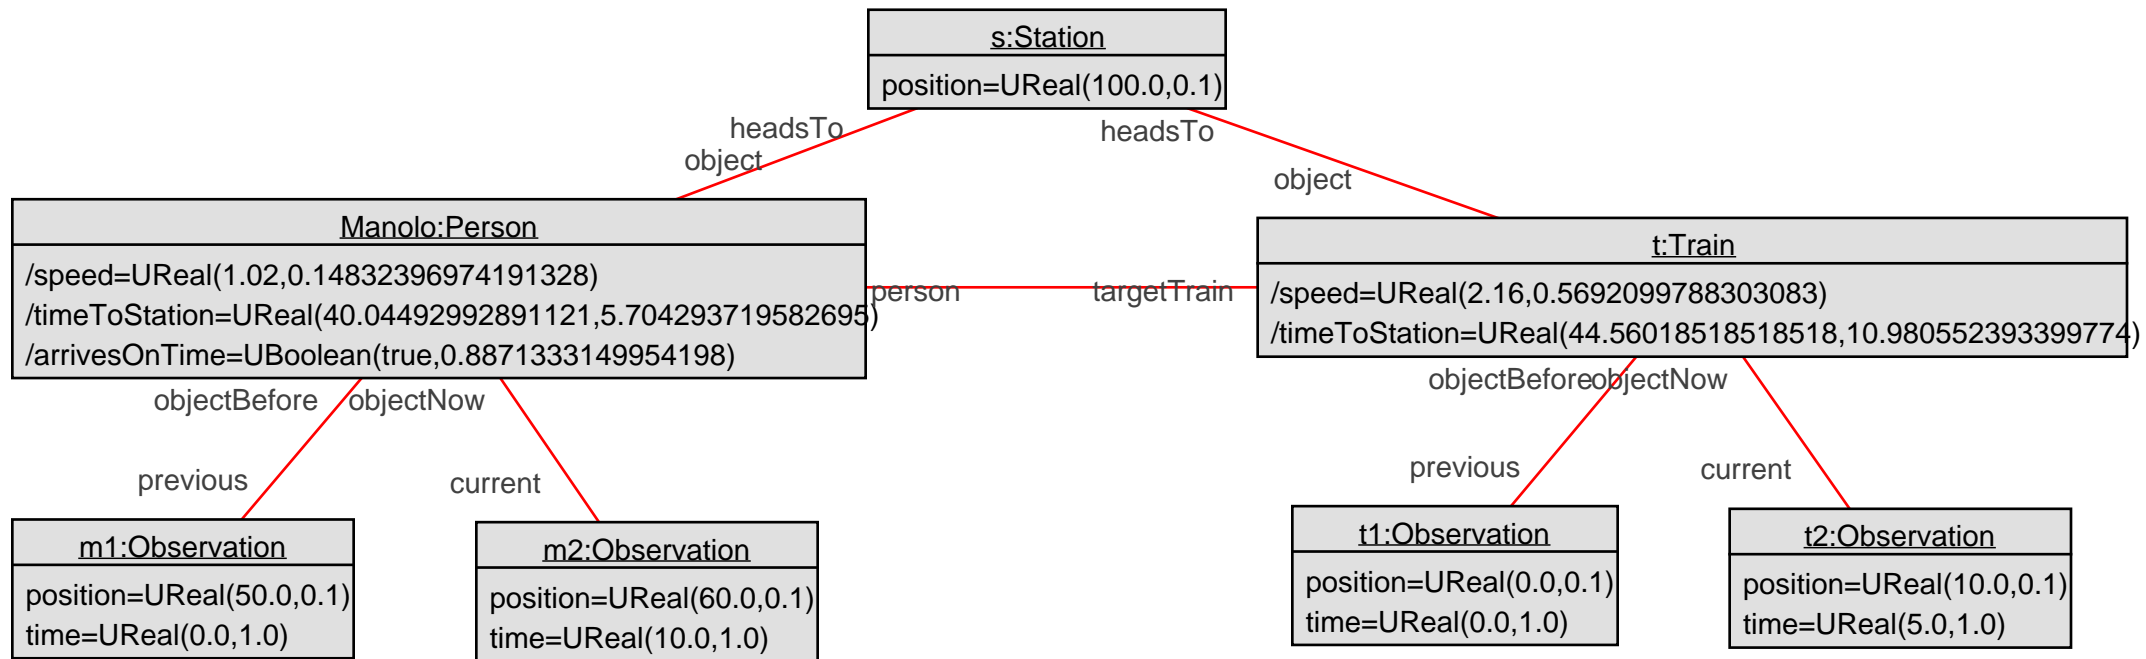 s:Station
position=UReal(100.0,0.1)
headsTo
headsTo
object
object
Manolo:Person
/speed=UReal(1.02,0.14832396974191328)
/timeToStation=UReal(40.04492992891121,5.704293719582695)
/arrivesOnTime=UBoolean(true,0.8871333149954198)
person
targetTrain
t:Train
/speed=UReal(2.16,0.5692099788303083)
/timeToStation=UReal(44.56018518518518,10.980552393399774)
objectBefore
objectNow
objectBefore
objectNow
previous
current
previous
current
m1:Observation
position=UReal(50.0,0.1)
time=UReal(0.0,1.0)
m2:Observation
position=UReal(60.0,0.1)
time=UReal(10.0,1.0)
t1:Observation
position=UReal(0.0,0.1)
time=UReal(0.0,1.0)
t2:Observation
position=UReal(10.0,0.1)
time=UReal(5.0,1.0)